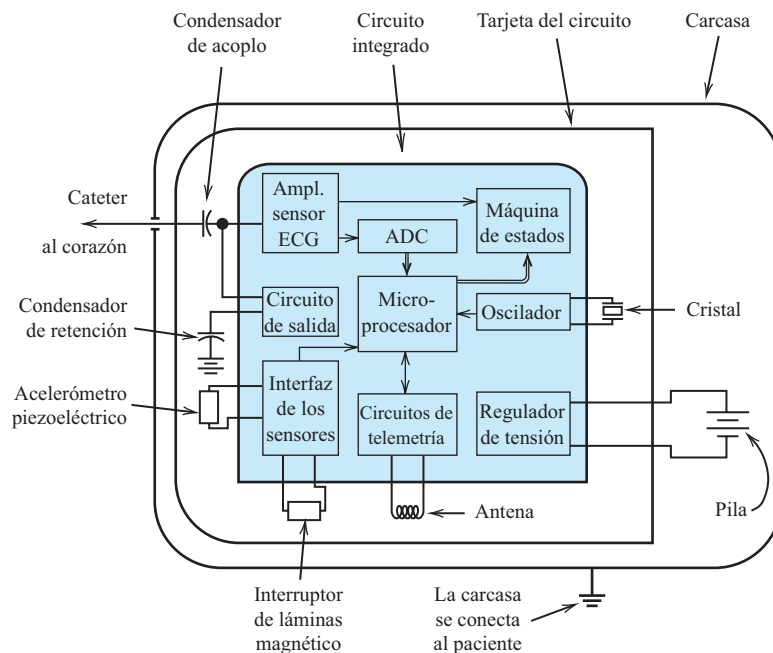 Condensador
de acoplo
Circuito
integrado
Tarjeta del circuito
Carcasa
Cateter
al corazón
Ampl.
sensor
ECG
ADC
Máquina
de estados
Condensador
de retención
Circuito
de salida
Micro-
procesador
Oscilador
Cristal
Acelerómetro
piezoeléctrico
Interfaz
de los
sensores
Circuitos de
telemetría
Regulador
de tensión
Pila
Antena
Interruptor
de láminas
magnético
La carcasa
se conecta
al paciente